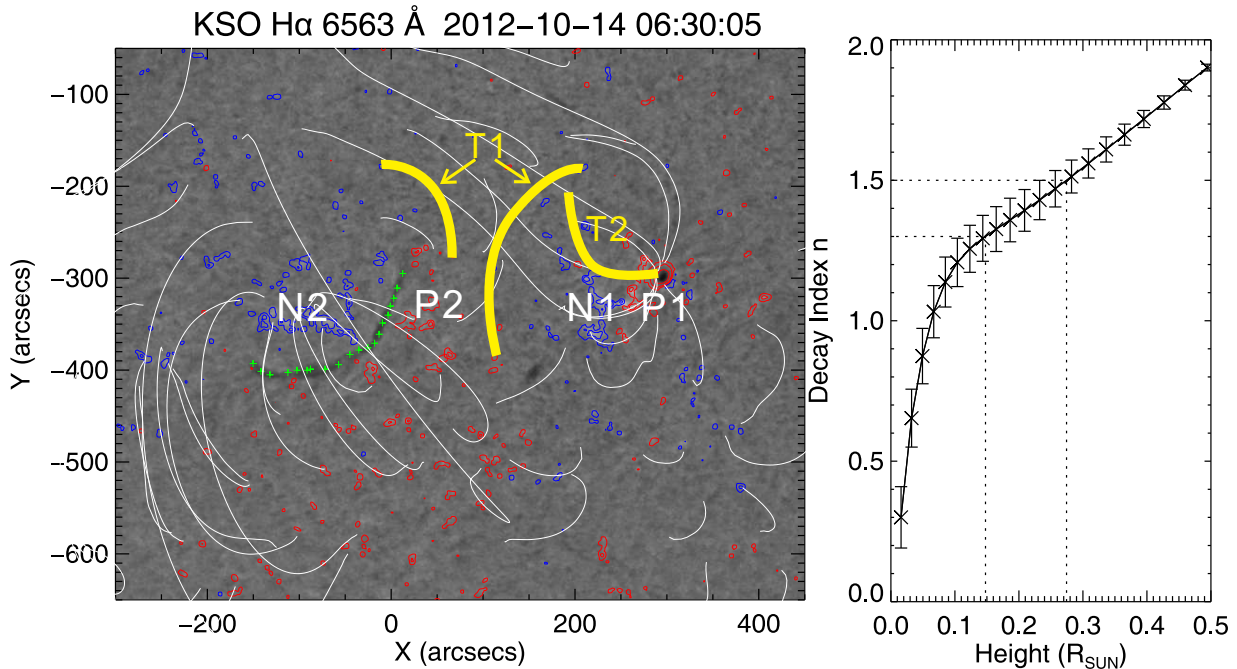 KSO Hα 6563 Å 2012−10−14 06:30:05
Y (arcsecs)
−100
−200
−300
−400
−500
−600
T1
T2
N2
P2
N1 P1
−200
0
200
400
X (arcsecs)
Decay Index n
2.0
1.5
1.0
0.5
0.0
0.0 0.1 0.2 0.3 0.4 0.5
Height (R_SUN)